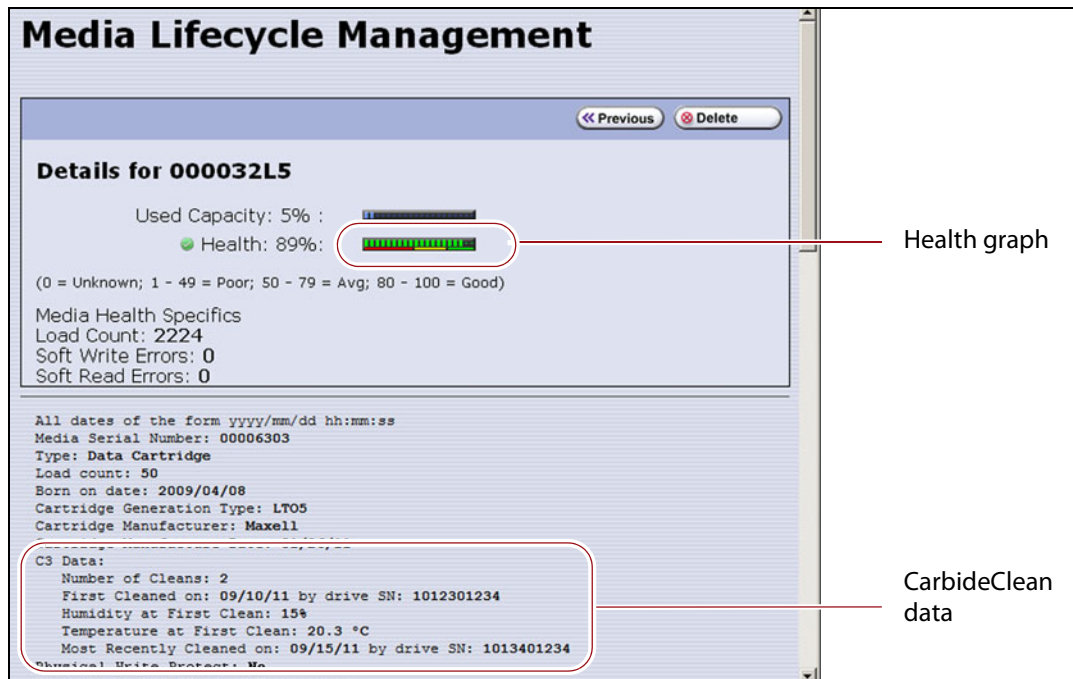 Media Lifecycle Management
Previous
Delete
Details for 000032L5
Used Capacity: 5% :
Health: 89%:
Health graph
(0 = Unknown; 1 - 49 = Poor; 50 - 79 = Avg; 80 - 100 = Good)
Media Health Specifics
Load Count: 2224
Soft Write Errors: 0
Soft Read Errors: 0
All dates of the form yyyy/mm/dd hh:mm:ss
Media Serial Number: 00006303
Type: Data Cartridge
Load count: 50
Born on date: 2009/04/08
Cartridge Generation Type: LTO5
Cartridge Manufacturer: Maxell
C3 Data:
Number of Cleans: 2
First Cleaned on: 09/10/11 by drive SN: 1012301234
Humidity at First Clean: 15%
Temperature at First Clean: 20.3 °C
Most Recently Cleaned on: 09/15/11 by drive SN: 1013401234
Physical Write Protect: No
CarbideClean
data